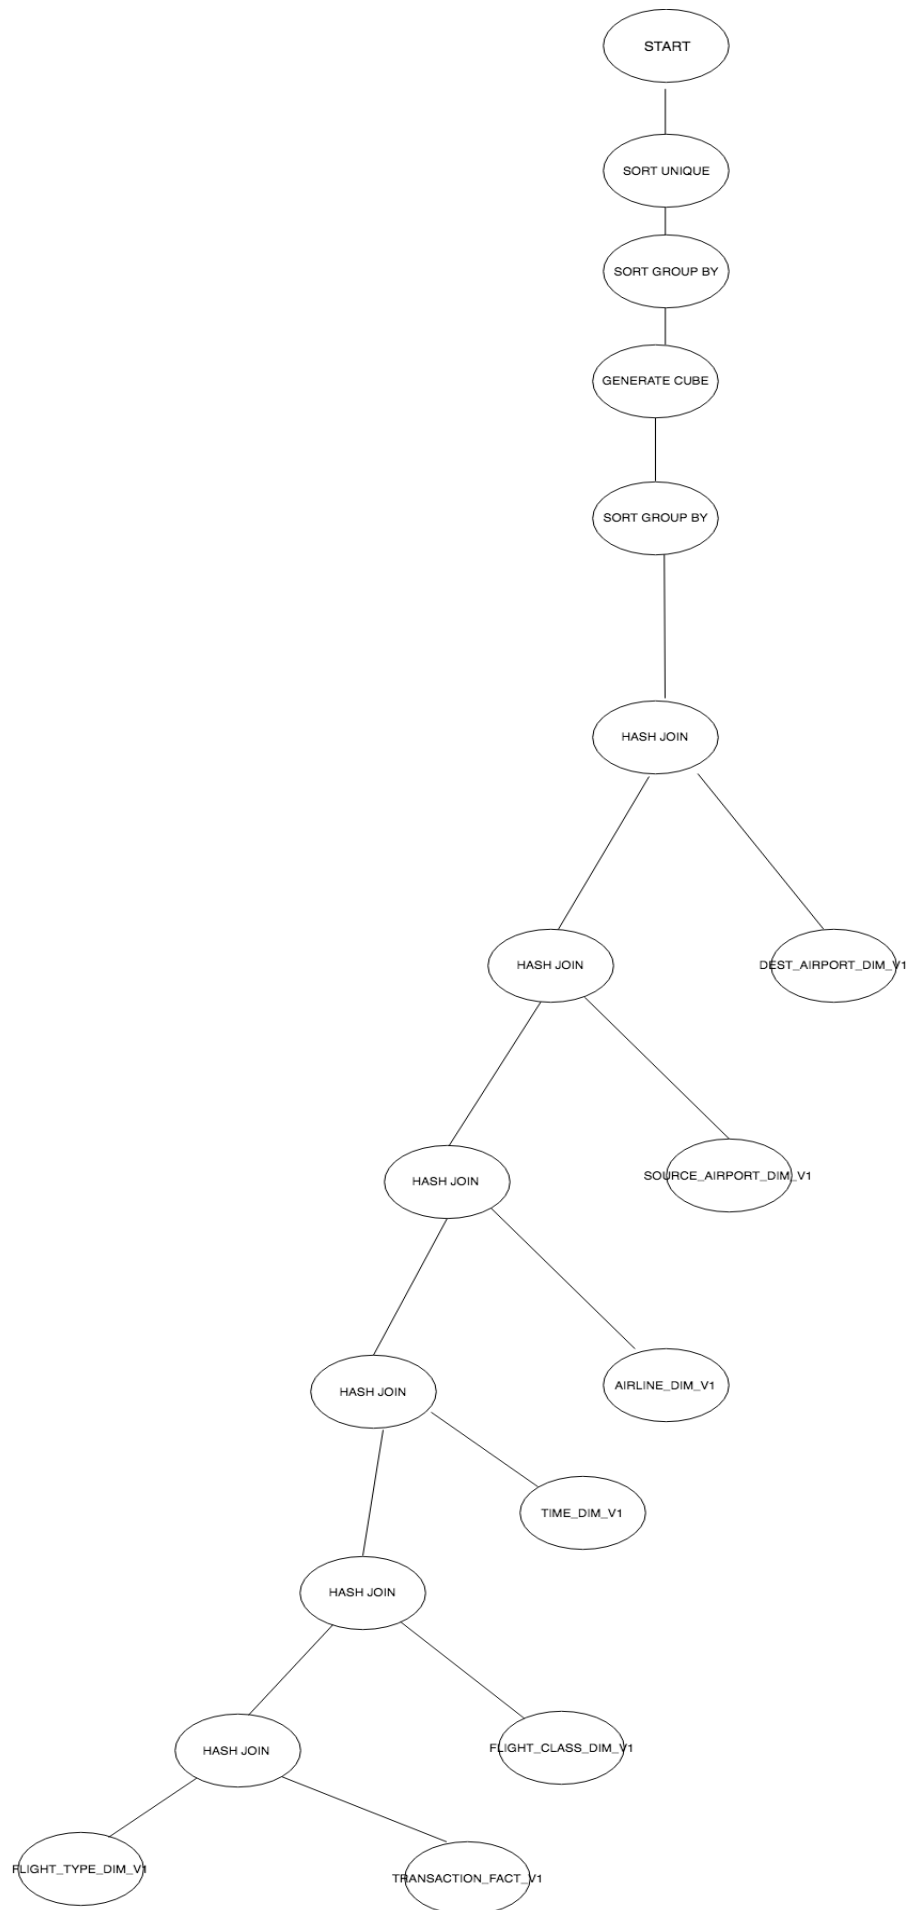 START
SORT UNIQUE
SORT GROUP BY
GENERATE CUBE
SORT GROUP BY
HASH JOIN
HASH JOIN
DEST_AIRPORT_DIM_V1
HASH JOIN
SOURCE_AIRPORT_DIM_V1
HASH JOIN
AIRLINE_DIM_V1
TIME_DIM_V1
HASH JOIN
HASH JOIN
FLIGHT_CLASS_DIM_V1
FLIGHT_TYPE_DIM_V1
TRANSACTION_FACT_V1